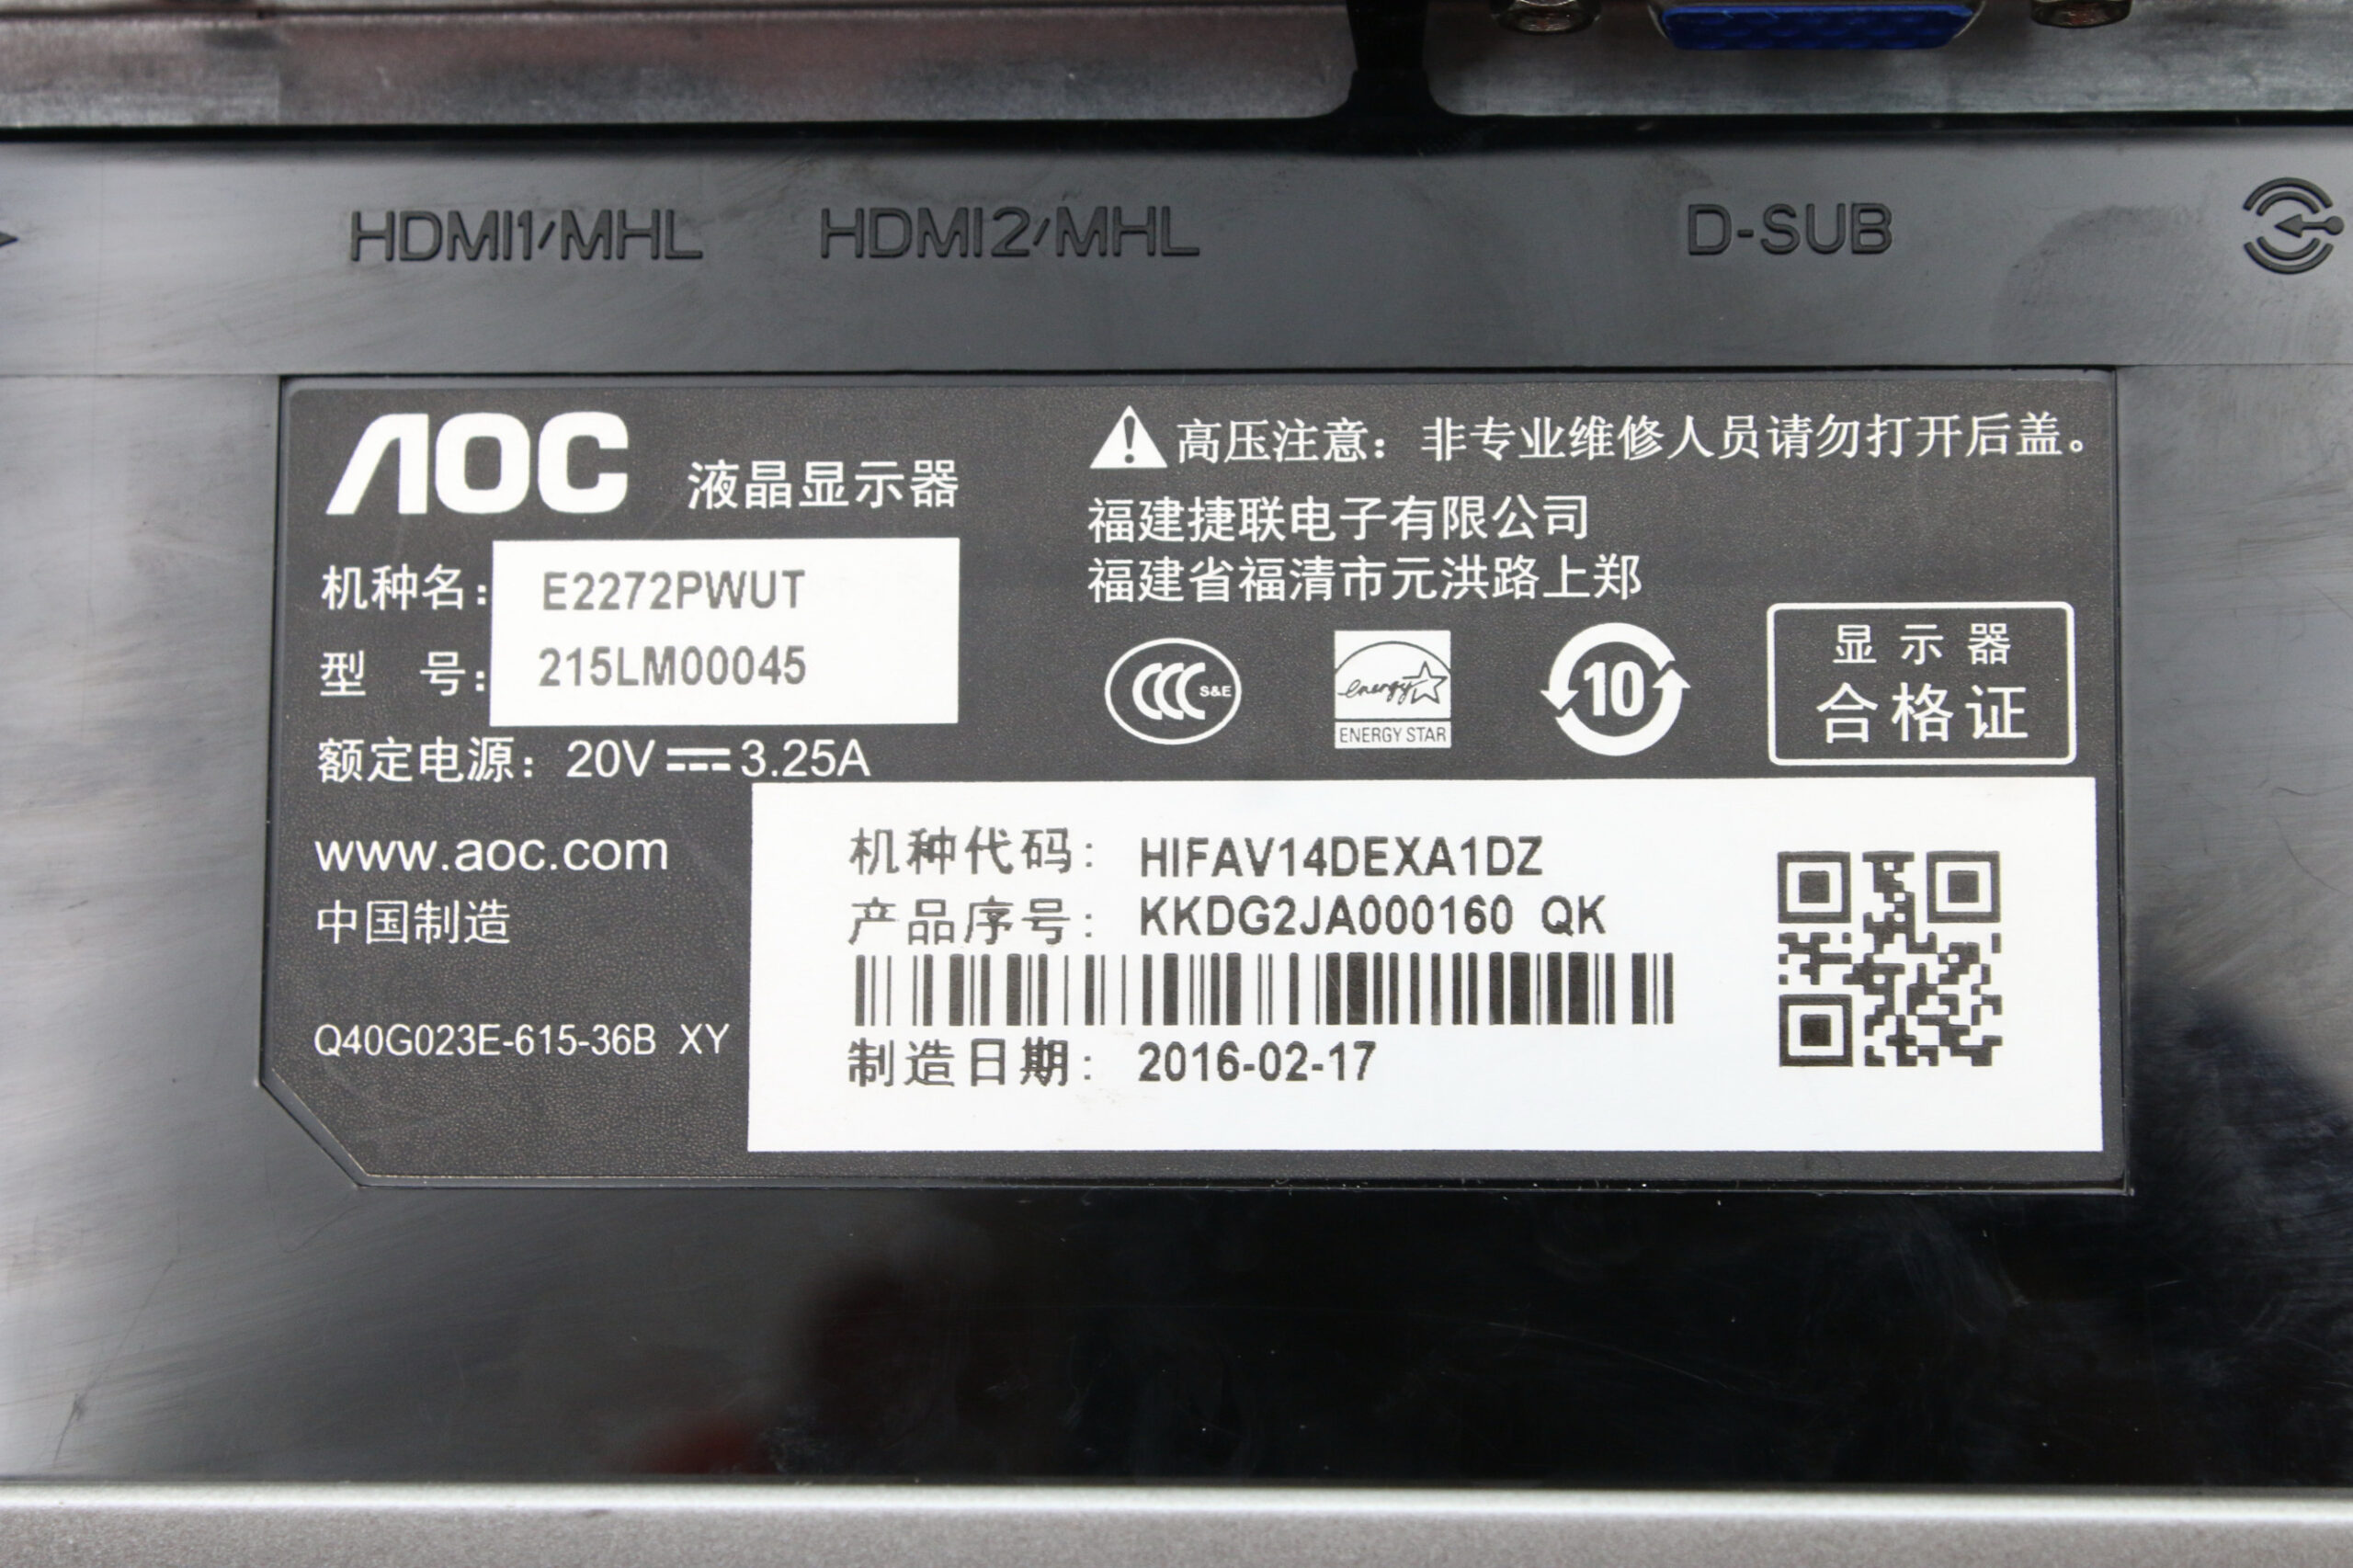 HDMI1/MHL HDMI2/MHL D-SUB
AOC 液晶显示器
机种名: E2272PWUT
型 号: 215LM00045
额定电源: 20V 3.25A
www.aoc.com
中国制造
Q40G023E-615-36B XY
高压注意: 非专业维修人员请勿打开后盖。
福建捷联电子有限公司
福建省福清市元洪路上郑
CCC S&E
energy
ENERGY STAR
10
显示器
合格证
机种代码: HIFAV14DEXA1DZ
产品序号: KKDG2JA000160 QK
制造日期: 2016-02-17